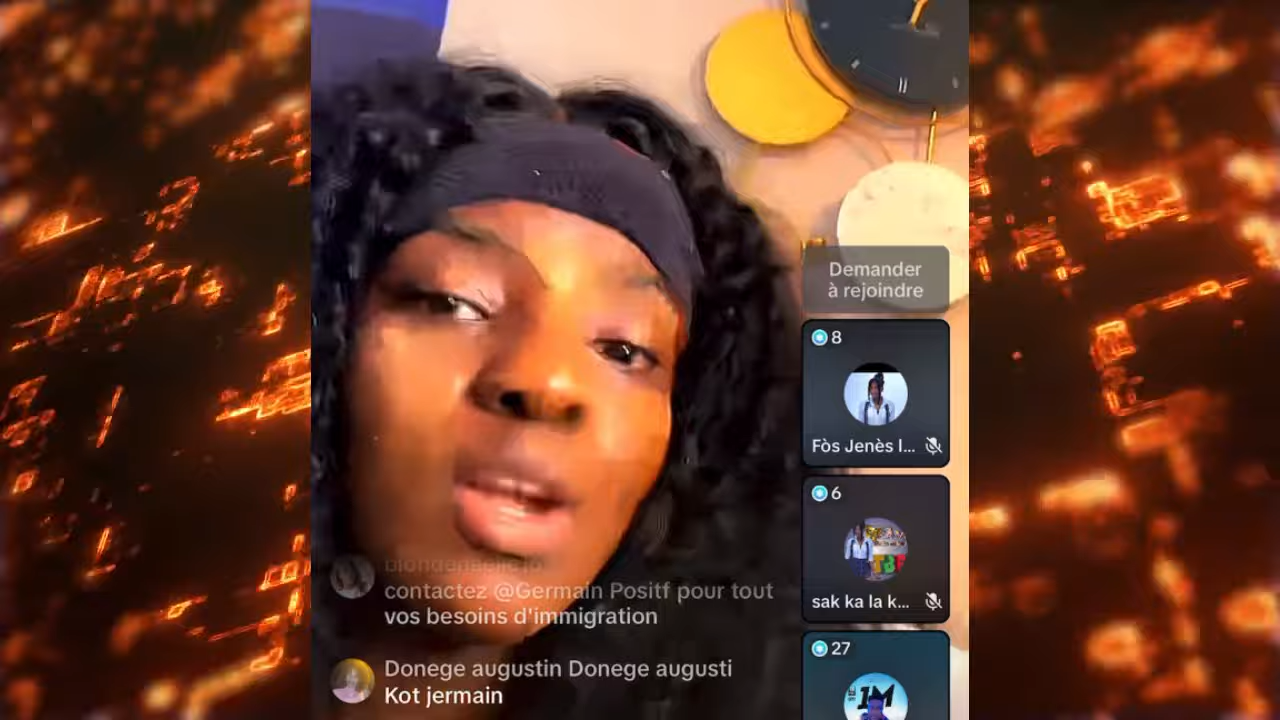 Demander
à rejoindre
8
Fòs Jenès l...
6
sak ka la k...
27
1M
contactez @Germain Positf pour tout
vos besoins d'immigration
Donege augustin Donege augusti
Kot jermain